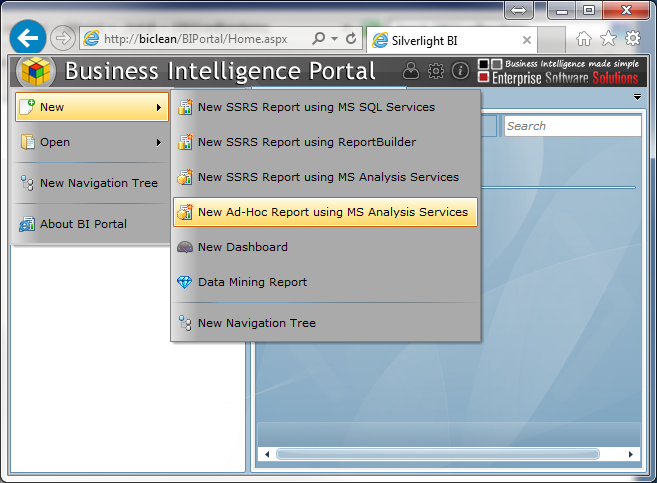 http://biclean/BIPortal/Home.aspx
Silverlight BI
Business Intelligence Portal
Business Intelligence made simple
Enterprise Software Solutions
New
Open
New Navigation Tree
About BI Portal
New SSRS Report using MS SQL Services
New SSRS Report using ReportBuilder
New SSRS Report using MS Analysis Services
New Ad-Hoc Report using MS Analysis Services
New Dashboard
Data Mining Report
New Navigation Tree
Search